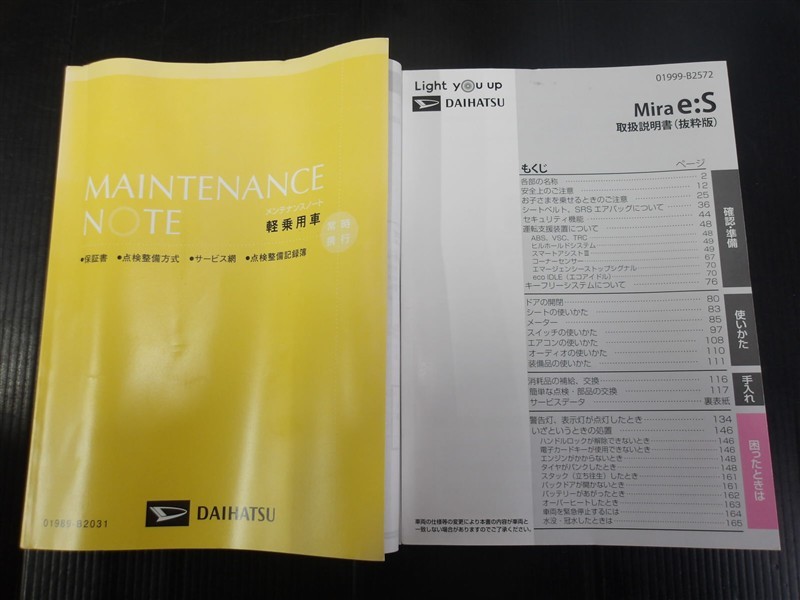 MAINTENANCE
NOTE
メンテナンスノート
軽乗用車
常時
携行
●保証書 ●点検整備方式 ●サービス網 ●点検整備記録簿
01989-B2031
DAIHATSU
Light you up
DAIHATSU
01999-B2572
Mira e:S
取扱説明書(抜粋版)
もくじ
ページ
各部の名称 2
安全上のご注意 12
お子さまを乗せるときのご注意 25
シートベルト、SRSエアバッグについて 36
セキュリティ機能 44
運転支援装置について 48
ABS、VSC、TRC 48
ヒルホールドシステム 49
スマートアシストⅢ 49
コーナーセンサー 67
エマージェンシーストップシグナル 70
eco IDLE(エコアイドル) 70
キーフリーシステムについて 76
確認・準備
ドアの開閉 80
シートの使いかた 83
メーター 85
スイッチの使いかた 97
エアコンの使いかた 108
オーディオの使いかた 110
装備品の使いかた 111
使いかた
消耗品の補給、交換 116
簡単な点検・部品の交換 117
サービスデータ 裏表紙
手入れ
警告灯、表示灯が点灯したとき 134
いざというときの処置 146
ハンドルロックが解除できないとき 146
電子カードキーが使用できないとき 146
エンジンがかからないとき 148
タイヤがパンクしたとき 148
スタック(立ち往生)したとき 161
バックドアが開かないとき 161
バッテリーがあがったとき 162
オーバーヒートしたとき 163
車両を緊急停止するには 164
水没・冠水したときは 165
困ったときは
車両の仕様等の変更により本書の内容が車両と
一致しない場合がありますのでご了承ください。